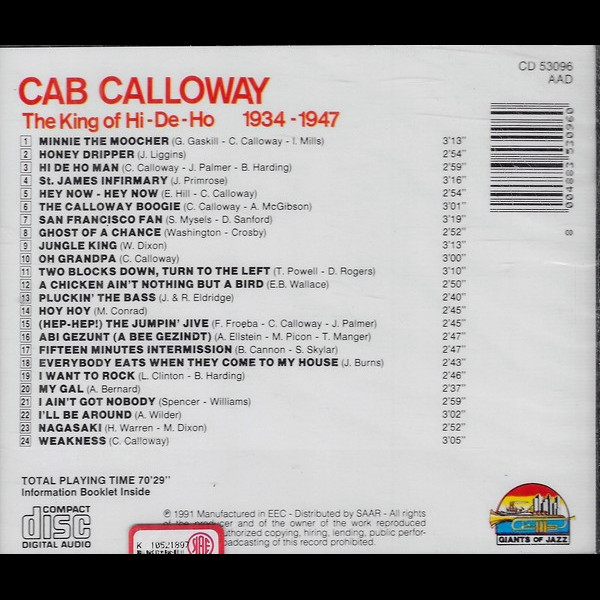 CAB CALLOWAY
The King of Hi-De-Ho 1934-1947
CD 53096
AAD
1 MINNIE THE MOOCHER (G. Gaskill - C. Calloway - I. Mills) 3'13"
2 HONEY DRIPPER (J. Liggins) 2'54"
3 HI DE HO MAN (C. Calloway - J. Palmer - B. Harding) 2'59"
4 St. JAMES INFIRMARY (J. Primrose) 3'16"
5 HEY NOW - HEY NOW (E. Hill - C. Calloway) 2'54"
6 THE CALLOWAY BOOGIE (C. Calloway - A. McGibson) 3'01"
7 SAN FRANCISCO FAN (S. Mysels - D. Sanford) 3'19"
8 GHOST OF A CHANCE (Washington - Crosby) 2'52"
9 JUNGLE KING (W. Dixon) 3'13"
10 OH GRANDPA (C. Calloway) 3'00"
11 TWO BLOCKS DOWN, TURN TO THE LEFT (T. Powell - D. Rogers) 3'10"
12 A CHICKEN AIN'T NOTHING BUT A BIRD (E.B. Wallace) 2'50"
13 PLUCKIN' THE BASS (J. & R. Eldridge) 2'40"
14 HOY HOY (M. Conrad) 2'45"
15 (HEP-HEP!) THE JUMPIN' JIVE (F. Froeba - C. Calloway - J. Palmer) 2'45"
16 ABI GEZUNT (A BEE GEZINDT) (A. Ellstein - M. Picon - T. Manger) 2'47"
17 FIFTEEN MINUTES INTERMISSION (B. Cannon - S. Skylar) 2'47"
18 EVERYBODY EATS WHEN THEY COME TO MY HOUSE (J. Burns) 2'43"
19 I WANT TO ROCK (L. Clinton - B. Harding) 2'46"
20 MY GAL (A. Bernard) 2'37"
21 I AIN'T GOT NOBODY (Spencer - Williams) 2'59"
22 I'LL BE AROUND (A. Wilder) 3'02"
23 NAGASAKI (H. Warren - M. Dixon) 2'52"
24 WEAKNESS (C. Calloway) 3'05"
TOTAL PLAYING TIME 70'29''
Information Booklet Inside
COMPACT
disc
DIGITAL AUDIO
K 10521897
℗ 1991 Manufactured in EEC - Distributed by SAAR - All rights
of the producer and of the owner of the work reproduced
authorized copying, hiring, lending, public perfor-
broadcasting of this record prohibited.
GIANTS OF JAZZ